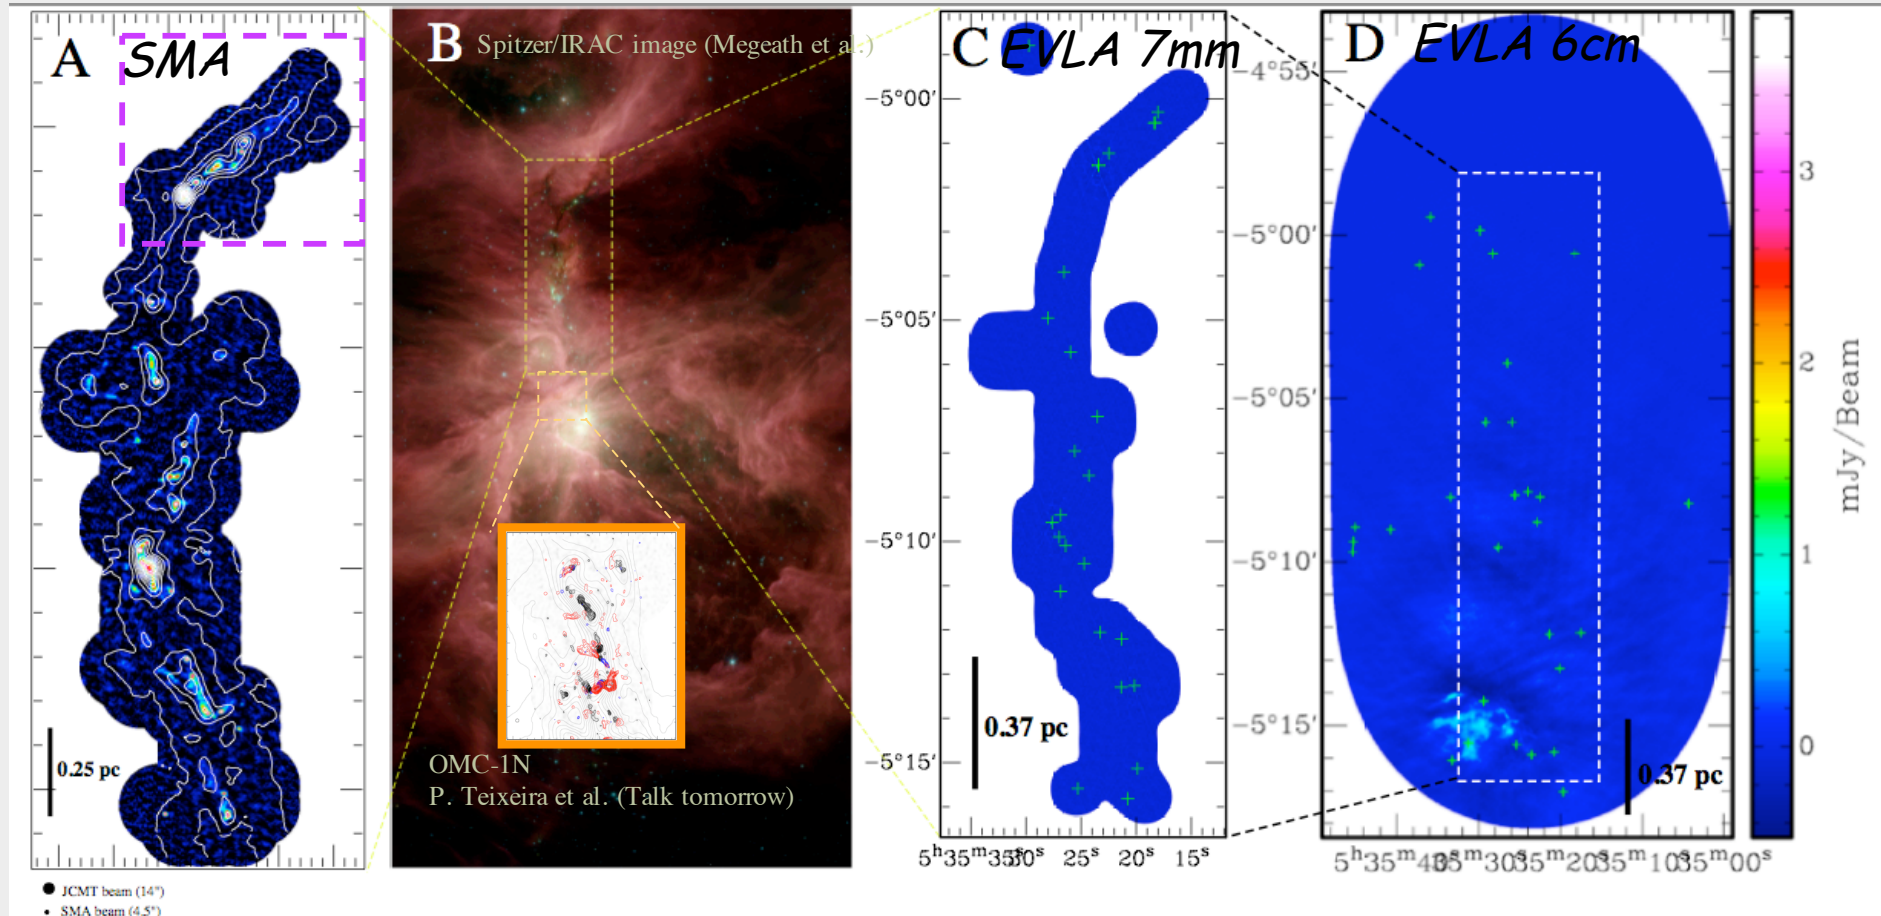 A SMA
0.25 pc
JCMT beam (14")
SMA beam (4.5")
B Spitzer/IRAC image (Megeath et al.)
OMC-1N
P. Teixeira et al. (Talk tomorrow)
C EVLA 7mm
−5°00′
−5°05′
−5°10′
−5°15′
0.37 pc
25ˢ 20ˢ 15ˢ
D EVLA 6cm
−4°55′
−5°00′
−5°05′
−5°10′
−5°15′
0.37 pc
3
2
1
0
mJy/Beam